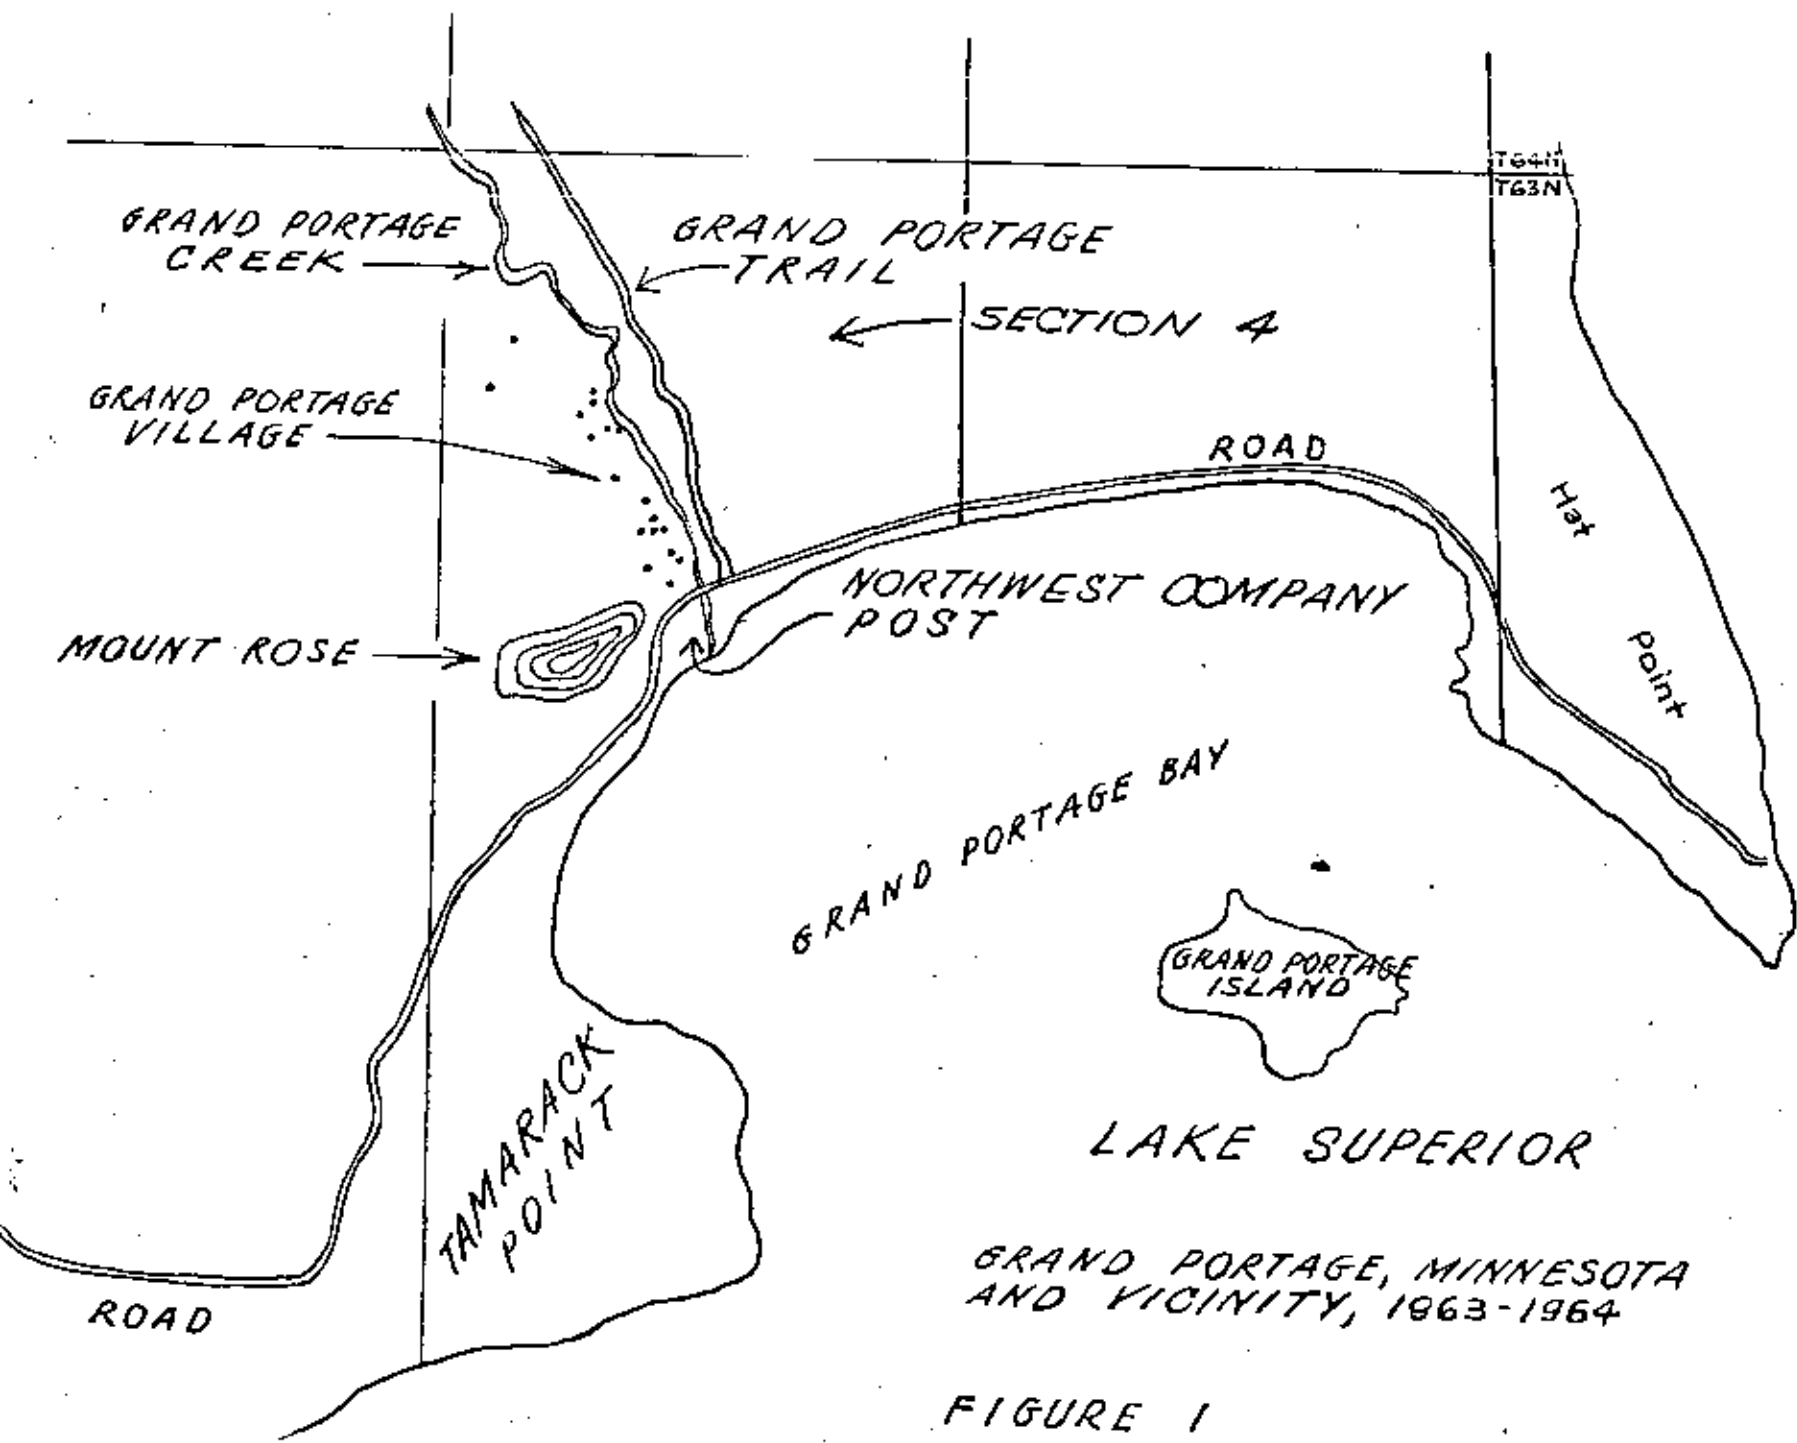 T64N
T63N
GRAND PORTAGE
CREEK
GRAND PORTAGE
TRAIL
SECTION 4
GRAND PORTAGE
VILLAGE
ROAD
Hat
Point
NORTHWEST COMPANY
POST
MOUNT ROSE
GRAND PORTAGE BAY
GRAND PORTAGE
ISLAND
TAMARACK
POINT
LAKE SUPERIOR
ROAD
GRAND PORTAGE, MINNESOTA
AND VICINITY, 1963-1964
FIGURE 1